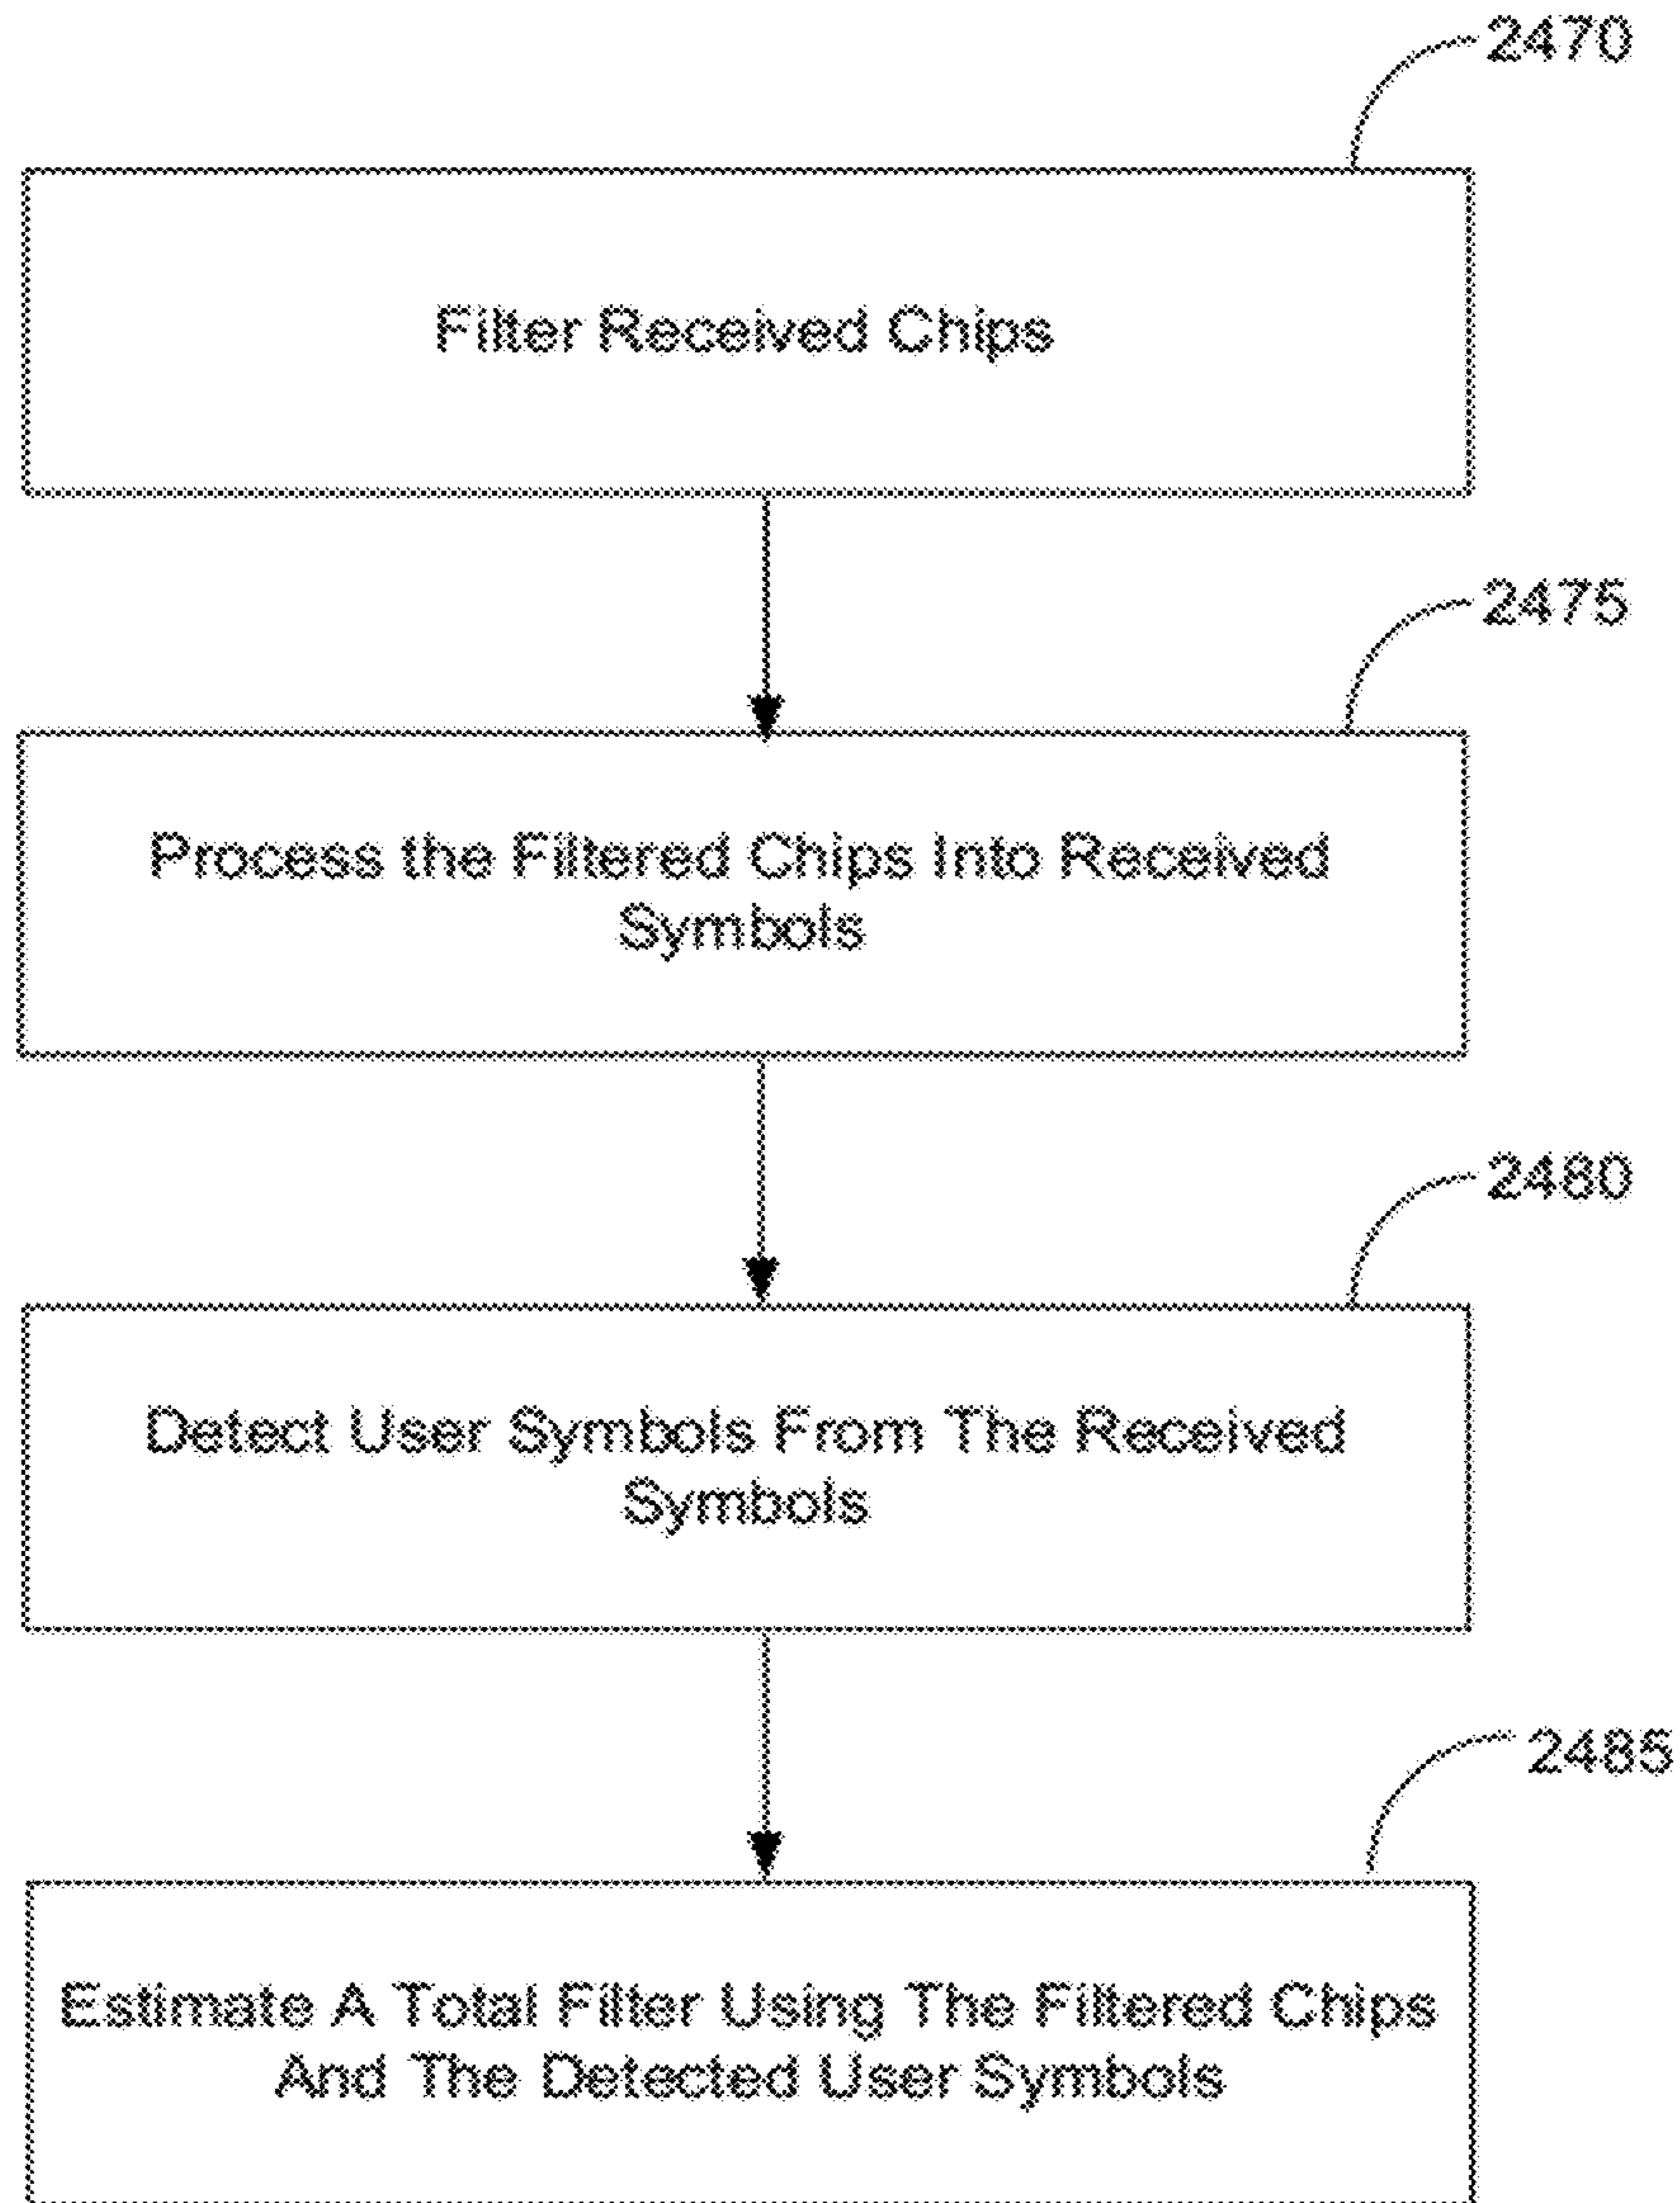 2470
Filter Received Chips
2475
Process the Filtered Chips Into Received
Symbols
2480
Detect User Symbols From The Received
Symbols
2485
Estimate A Total Filter Using The Filtered Chips
And The Detected User Symbols